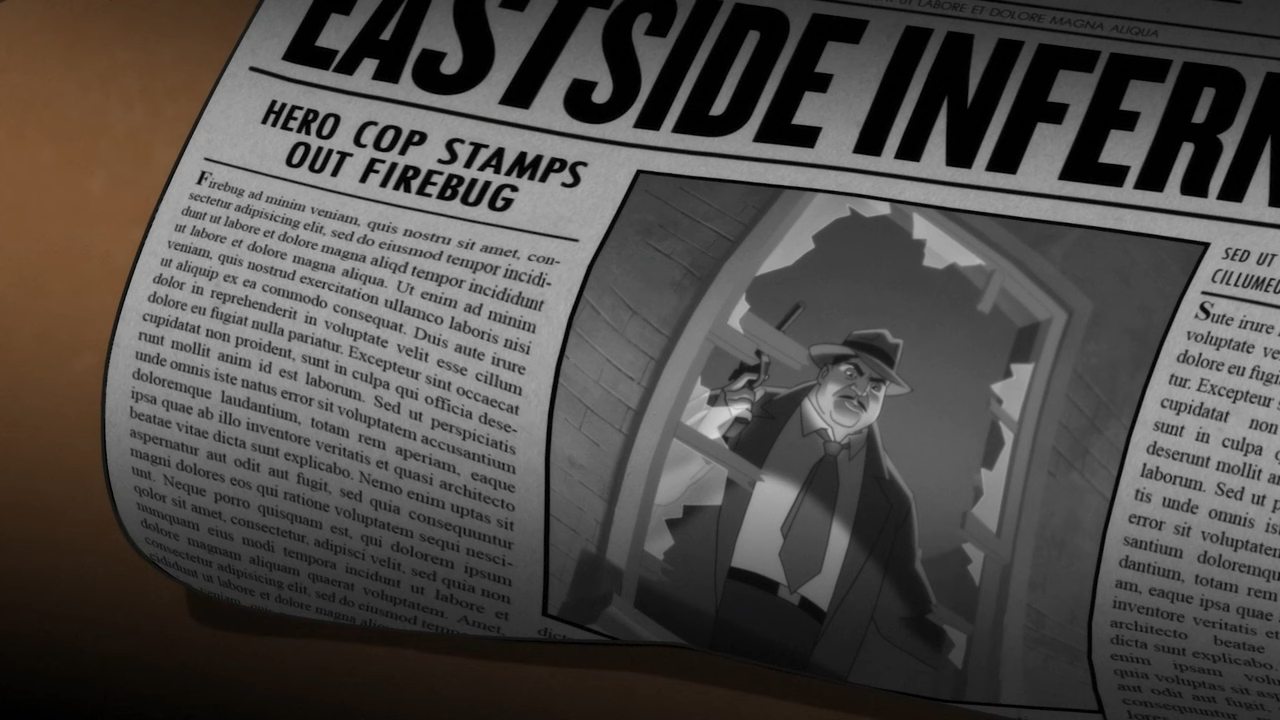 UT LABORE ET DOLORE MAGNA ALIQUA
EASTSIDE INFERN
HERO COP STAMPS
OUT FIREBUG
Firebug ad minim veniam, quis nostru sit amet, con-
sectetur adipisicing elit, sed do eiusmod tempor incidi-
dunt ut labore et dolore magna aliqd tempor incididunt
ut labore et dolore magna aliqua. Ut enim ad minim
veniam, quis nostrud exercitation ullamco laboris nisi
ut aliquip ex ea commodo consequat. Duis aute irure
dolor in reprehenderit in voluptate velit esse cillum
dolore eu fugiat nulla pariatur. Excepteur sint occaecat
cupidatat non proident, sunt in culpa qui officia dese-
runt mollit anim id est laborum. Sed ut perspiciatis
unde omnis iste natus error sit voluptatem accusantium
doloremque laudantium, totam rem aperiam, eaque
ipsa quae ab illo inventore veritatis et quasi architecto
beatae vitae dicta sunt explicabo. Nemo enim uptas sit
aspernatur aut odit aut fugit, sed quia consequuntur
magni dolores eos qui ratione voluptatem sequi nesci-
unt. Neque porro quisquam est, qui dolorem ipsum
qolor sit amet, consectetur, adipisci velit, sed quia non
numquam eius modi tempora incidunt ut labore et
dolore magnam aliquam quaerat voluptatem. Amet,
consectetur adipisicing elit, sed do eiusmod temp
cididunt ut labore et dolore magna aliqua.
veniam, quis
dict
SED UT
CILLUMEU
Sute irure
voluptate ve
dolore eu fugi
tur. Excepteur s
cupidatat non
sunt in culpa q
deserunt mollit a
laborum. Sed ut p
tis unde omnis is
error sit voluptatem
santium doloremqu
dantium, totam rem
am, eaque ipsa quae
inventore veritatis et
architecto beatae
dicta sunt explicabo.
enim ipsam volu
quia voluptas sit asp
aut odit aut fugit,
consequuntur